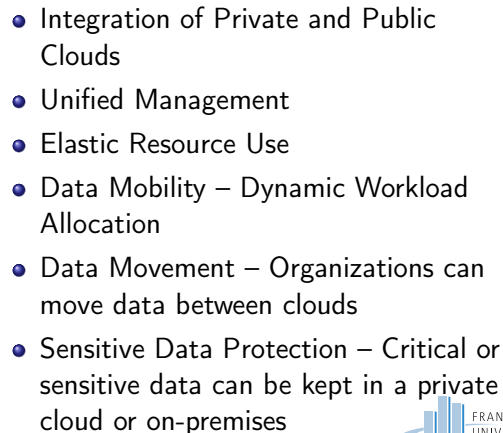 Integration of Private and Public
Clouds
Unified Management
Elastic Resource Use
Data Mobility – Dynamic Workload
Allocation
Data Movement – Organizations can
move data between clouds
Sensitive Data Protection – Critical or
sensitive data can be kept in a private
cloud or on-premises
FRAN